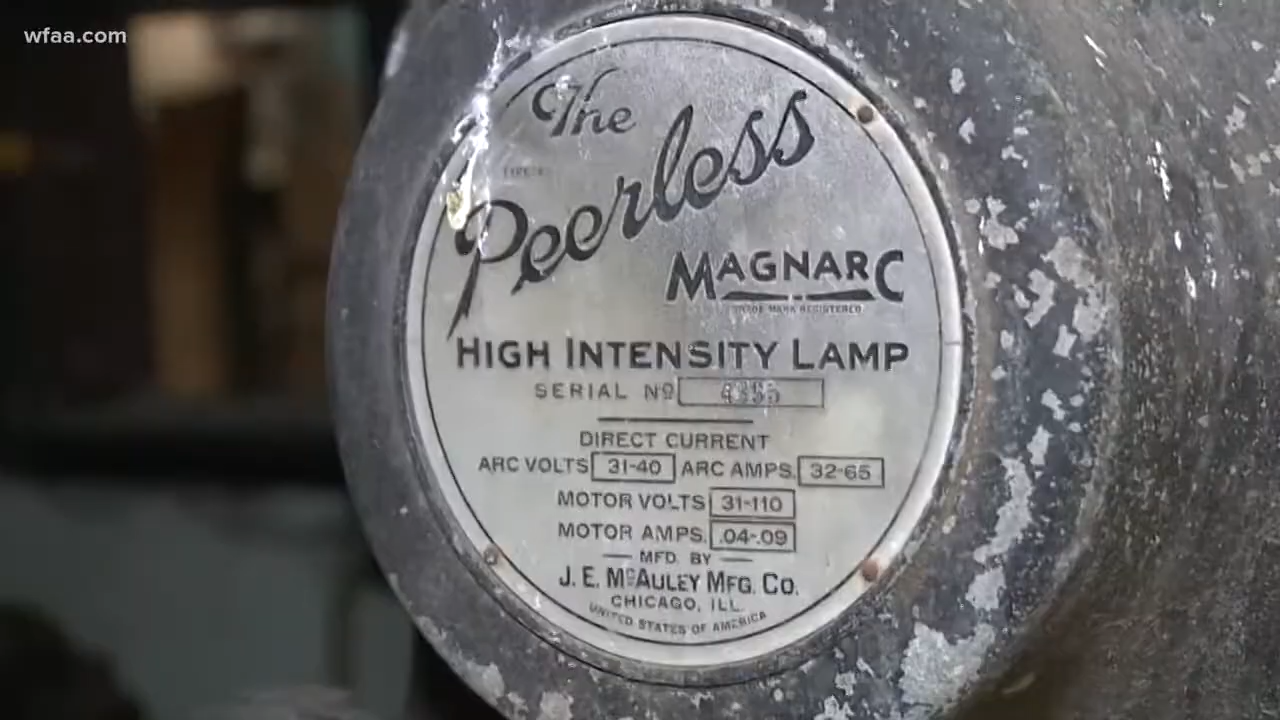 wfaa.com
The
Peerless
MAGNARC
TRADE MARK REGISTERED
HIGH INTENSITY LAMP
SERIAL Nº
DIRECT CURRENT
ARC VOLTS 31-40 ARC AMPS. 32-65
MOTOR VOLTS 31-110
MOTOR AMPS. .04-.09
MFD. BY
J. E. McAULEY MFG. CO.
CHICAGO, ILL.
UNITED STATES OF AMERICA